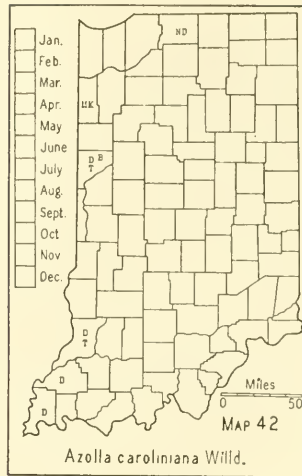 Jan.
Feb.
Mar.
Apr.
May
June
July
Aug.
Sept.
Oct
Nov
Dec.
ND
HK
D B
T
D
T
D
D
Miles
0 50
MAP 42
Azolla caroliniana Willd.